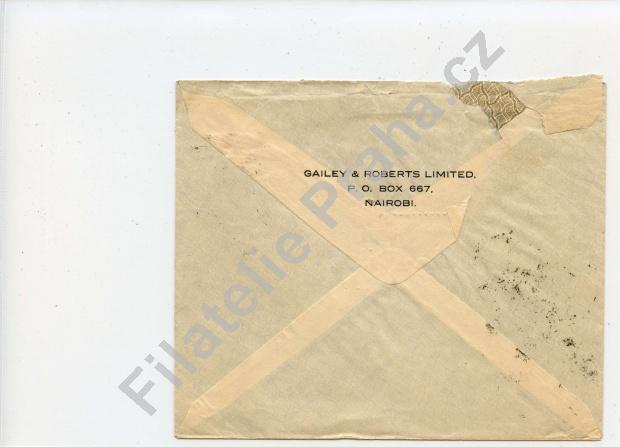 GAILEY & ROBERTS LIMITED,
P. O. BOX 667,
NAIROBI.
Filatelie Praha.cz